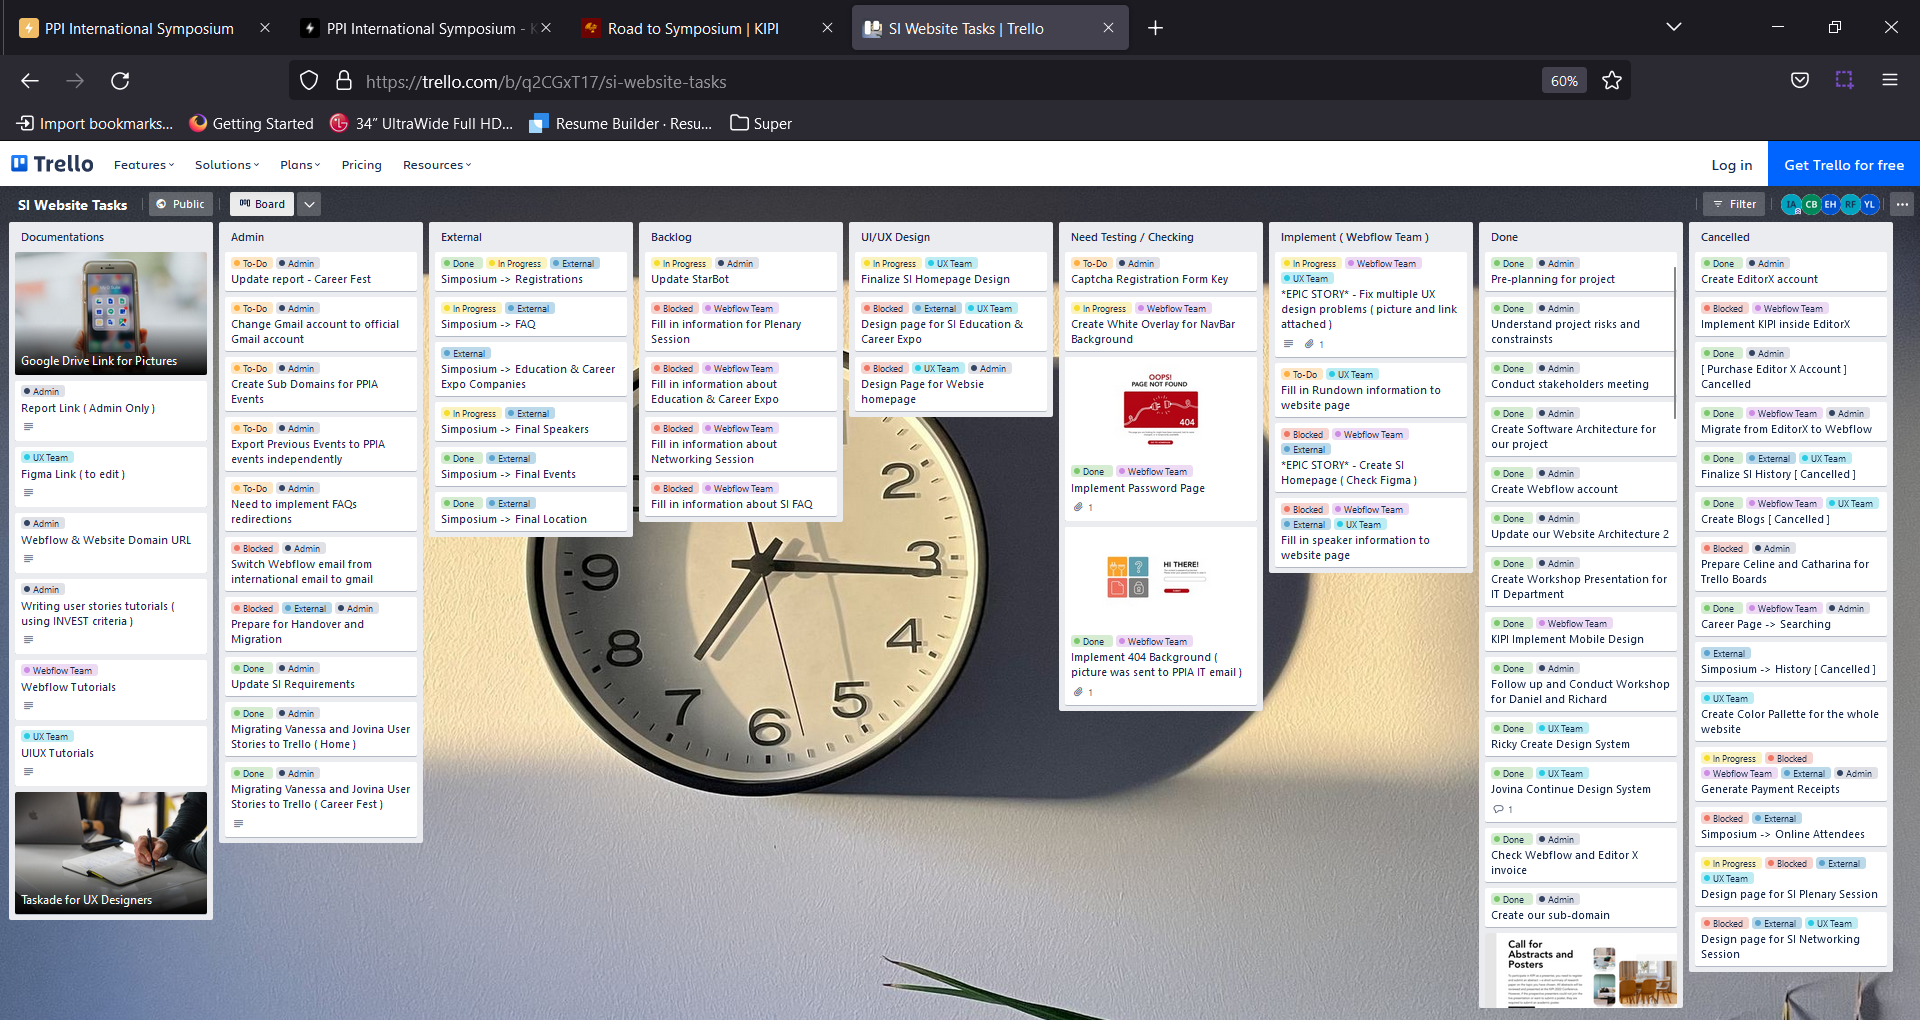 PPI International Symposium
PPI International Symposium - K
Road to Symposium | KIPI
SI Website Tasks | Trello
https://trello.com/b/q2CGxT17/si-website-tasks
60%
Import bookmarks...
Getting Started
34" UltraWide Full HD...
Resume Builder · Resu...
Super
Trello
Features
Solutions
Plans
Pricing
Resources
Log in
Get Trello for free
SI Website Tasks
Public
Board
Filter
IA
CB
EH
RF
YL
Documentations
Google Drive Link for Pictures
Admin
Report Link ( Admin Only )
UX Team
Figma Link ( to edit )
Admin
Webflow & Website Domain URL
Admin
Writing user stories tutorials (
using INVEST criteria )
Webflow Team
Webflow Tutorials
UX Team
UIUX Tutorials
Taskade for UX Designers
Admin
To-Do Admin
Update report - Career Fest
To-Do Admin
Change Gmail account to official
Gmail account
To-Do Admin
Create Sub Domains for PPIA
Events
To-Do Admin
Export Previous Events to PPIA
events independently
To-Do Admin
Need to implement FAQs
redirections
Blocked Admin
Switch Webflow email from
international email to gmail
Blocked External Admin
Prepare for Handover and
Migration
Done Admin
Update SI Requirements
Done Admin
Migrating Vanessa and Jovina User
Stories to Trello ( Home )
Done Admin
Migrating Vanessa and Jovina User
Stories to Trello ( Career Fest )
External
Done In Progress External
Simposium -> Registrations
In Progress External
Simposium -> FAQ
External
Simposium -> Education & Career
Expo Companies
In Progress External
Simposium -> Final Speakers
Done External
Simposium -> Final Events
Done External
Simposium -> Final Location
Backlog
In Progress Admin
Update StarBot
Blocked Webflow Team
Fill in information for Plenary
Session
Blocked Webflow Team
Fill in information about
Education & Career Expo
Blocked Webflow Team
Fill in information about
Networking Session
Blocked Webflow Team
Fill in information about SI FAQ
2
3
4
5
6
7
8
9
UI/UX Design
In Progress UX Team
Finalize SI Homepage Design
Blocked External UX Team
Design page for SI Education &
Career Expo
Blocked UX Team Admin
Design Page for Websie
homepage
Need Testing / Checking
To-Do Admin
Captcha Registration Form Key
In Progress Webflow Team
Create White Overlay for NavBar
Background
OOPS!
PAGE NOT FOUND
404
Done Webflow Team
Implement Password Page
1
HI THERE!
Done Webflow Team
Implement 404 Background (
picture was sent to PPIA IT email )
1
Implement ( Webflow Team )
In Progress Webflow Team
UX Team
*EPIC STORY* - Fix multiple UX
design problems ( picture and link
attached )
1
To-Do UX Team
Fill in Rundown information to
website page
Blocked Webflow Team
External
*EPIC STORY* - Create SI
Homepage ( Check Figma )
Blocked Webflow Team
External UX Team
Fill in speaker information to
website page
Done
Done Admin
Pre-planning for project
Done Admin
Understand project risks and
constrainsts
Done Admin
Conduct stakeholders meeting
Done Admin
Create Software Architecture for
our project
Done Admin
Create Webflow account
Done Admin
Update our Website Architecture 2
Done Admin
Create Workshop Presentation for
IT Department
Done Webflow Team
KIPI Implement Mobile Design
Done Admin
Follow up and Conduct Workshop
for Daniel and Richard
Done UX Team
Ricky Create Design System
Done UX Team
Jovina Continue Design System
1
Done Admin
Check Webflow and Editor X
invoice
Done Admin
Create our sub-domain
Call for
Abstracts and
Posters
Cancelled
Done Admin
Create EditorX account
Blocked Webflow Team
Implement KIPI inside EditorX
Done Admin
[ Purchase Editor X Account ]
Cancelled
Done Webflow Team Admin
Migrate from EditorX to Webflow
Done External UX Team
Finalize SI History [ Cancelled ]
Done Webflow Team UX Team
Create Blogs [ Cancelled ]
Blocked Admin
Prepare Celine and Catharina for
Trello Boards
Done Webflow Team Admin
Career Page -> Searching
External
Simposium -> History [ Cancelled ]
UX Team
Create Color Pallette for the whole
website
In Progress Blocked
Webflow Team External Admin
Generate Payment Receipts
Blocked External
Simposium -> Online Attendees
In Progress Blocked External
UX Team
Design page for SI Plenary Session
Blocked External UX Team
Design page for SI Networking
Session